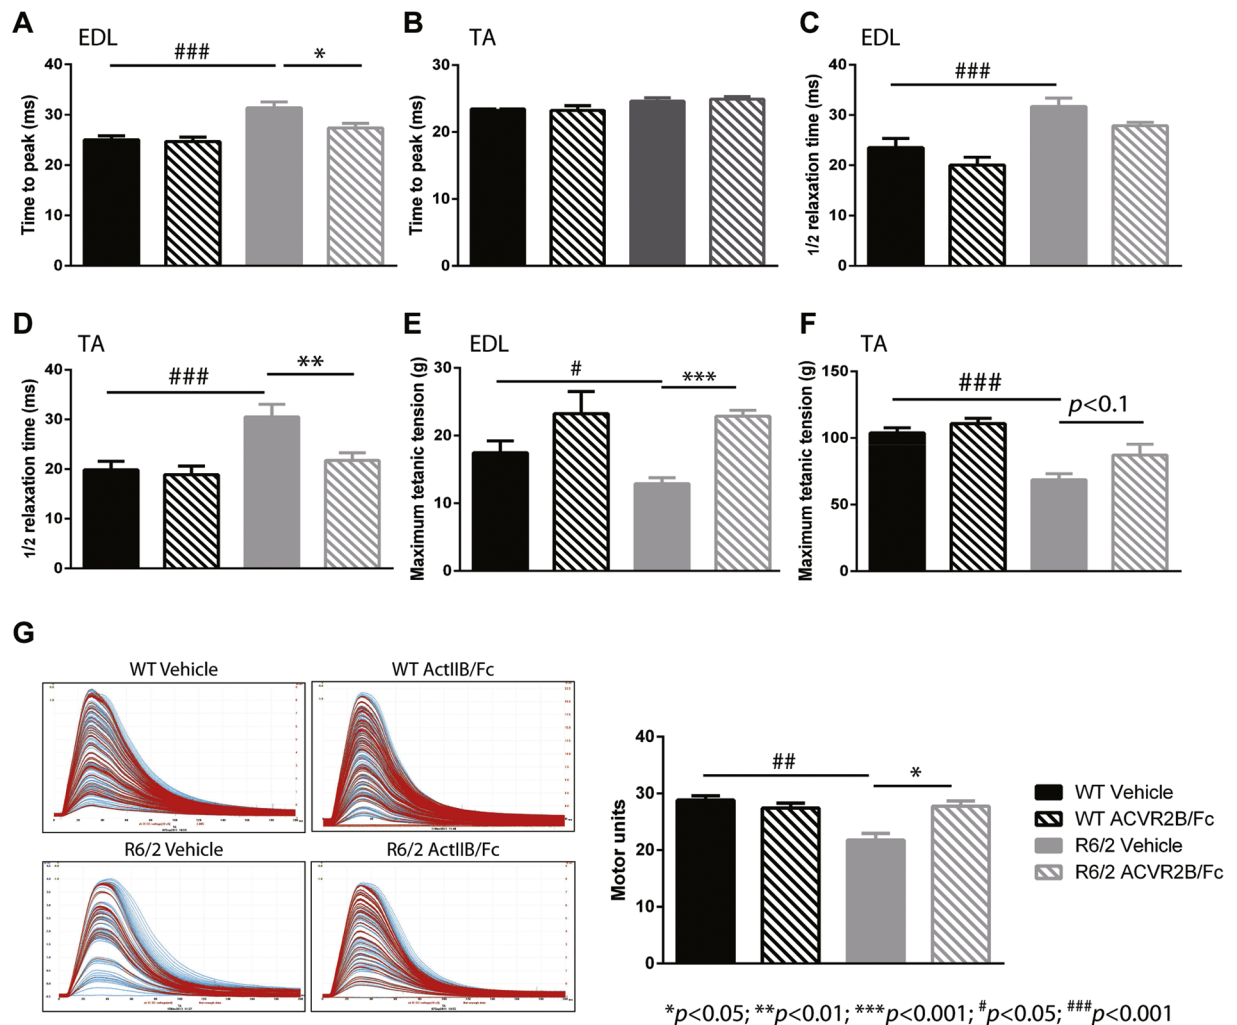 A
EDL
###
*
Time to peak (ms)
40
30
20
10
0
B
TA
Time to peak (ms)
30
20
10
0
C
EDL
###
1/2 relaxation time (ms)
40
30
20
10
0
D
TA
###
**
1/2 relaxation time (ms)
40
30
20
10
0
E
EDL
#
***
Maximum tetanic tension (g)
30
20
10
0
F
TA
###
p<0.1
Maximum tetanic tension (g)
150
100
50
0
G
WT Vehicle
WT ActIIB/Fc
R6/2 Vehicle
R6/2 ActIIB/Fc
##
*
Motor units
40
30
20
10
0
WT Vehicle
WT ACVR2B/Fc
R6/2 Vehicle
R6/2 ACVR2B/Fc
*p<0.05; **p<0.01; ***p<0.001; #p<0.05; ###p<0.001